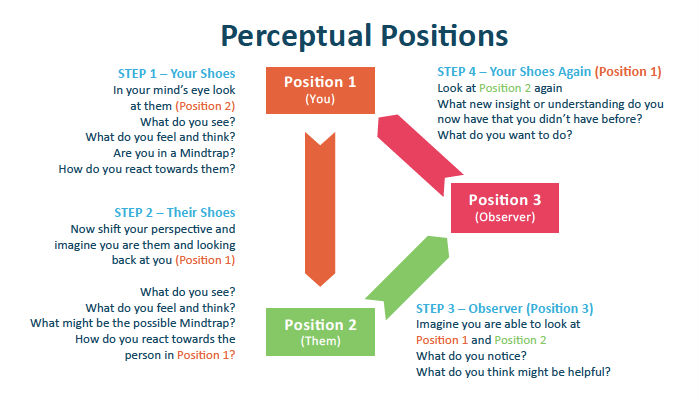 Perceptual Positions
STEP 1 – Your Shoes
In your mind's eye look
at them (Position 2)
What do you see?
What do you feel and think?
Are you in a Mindtrap?
How do you react towards them?
Position 1
(You)
STEP 4 – Your Shoes Again (Position 1)
Look at Position 2 again
What new insight or understanding do you
now have that you didn't have before?
What do you want to do?
Position 3
(Observer)
STEP 2 – Their Shoes
Now shift your perspective and
imagine you are them and looking
back at you (Position 1)
What do you see?
What do you feel and think?
What might be the possible Mindtrap?
How do you react towards the
person in Position 1?
Position 2
(Them)
STEP 3 – Observer (Position 3)
Imagine you are able to look at
Position 1 and Position 2
What do you notice?
What do you think might be helpful?